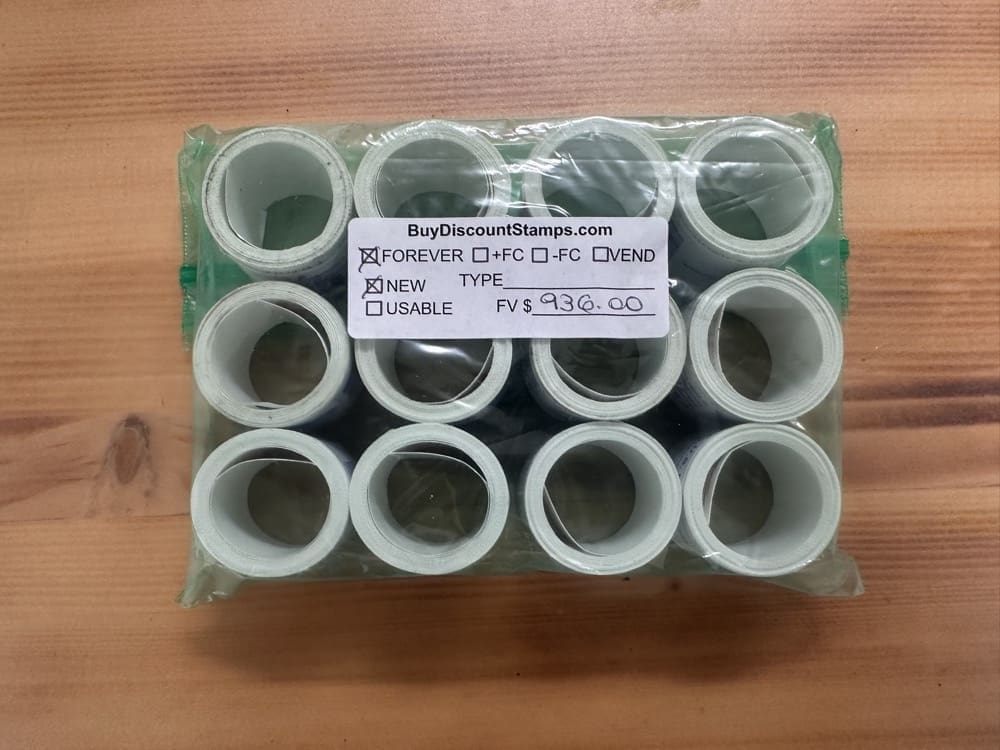 BuyDiscountStamps.com
☒FOREVER ☐+FC ☐-FC ☐VEND
☒NEW TYPE
☐USABLE FV $ 936.00